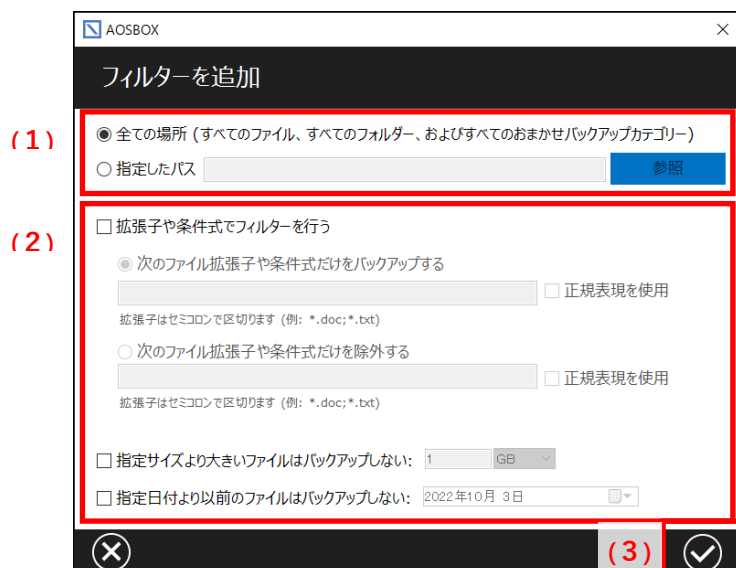 AOSBOX
フィルターを追加
(1)
全ての場所 (すべてのファイル、すべてのフォルダー、およびすべてのおまかせバックアップカテゴリー)
指定したパス 参照
(2)
拡張子や条件式でフィルターを行う
次のファイル拡張子や条件式だけをバックアップする
正規表現を使用
拡張子はセミコロンで区切ります (例: *.doc;*.txt)
次のファイル拡張子や条件式だけを除外する
正規表現を使用
拡張子はセミコロンで区切ります (例: *.doc;*.txt)
指定サイズより大きいファイルはバックアップしない: 1 GB
指定日付より以前のファイルはバックアップしない: 2022年10月 3日
(3)